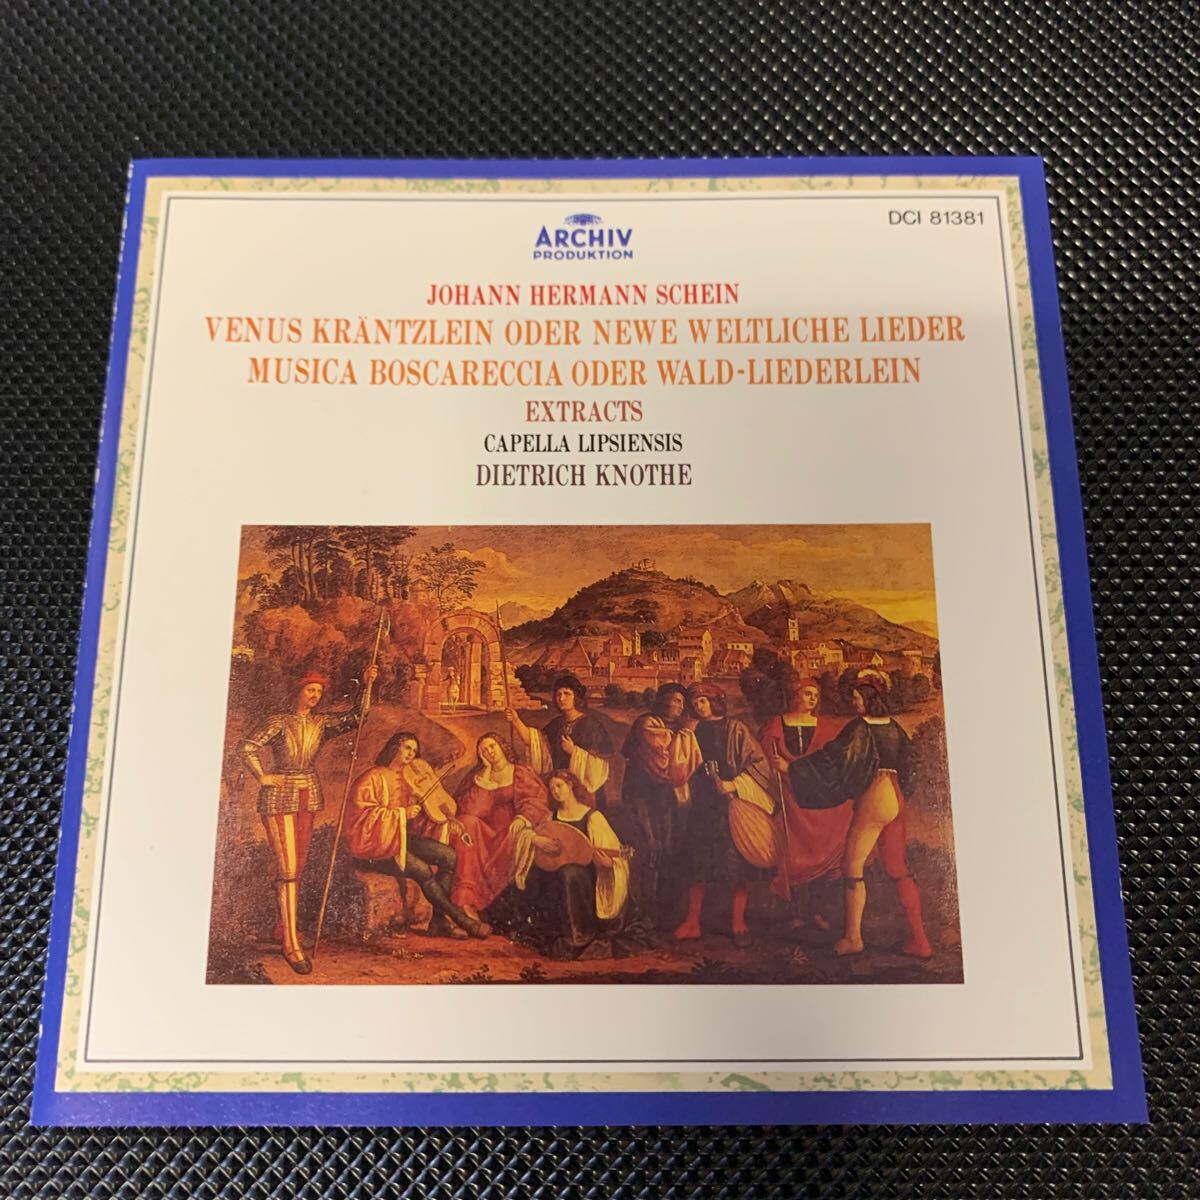 DCI 81381
ARCHIV
PRODUKTION
JOHANN HERMANN SCHEIN
VENUS KRÄNTZLEIN ODER NEWE WELTLICHE LIEDER
MUSICA BOSCARECCIA ODER WALD-LIEDERLEIN
EXTRACTS
CAPELLA LIPSIENSIS
DIETRICH KNOTHE